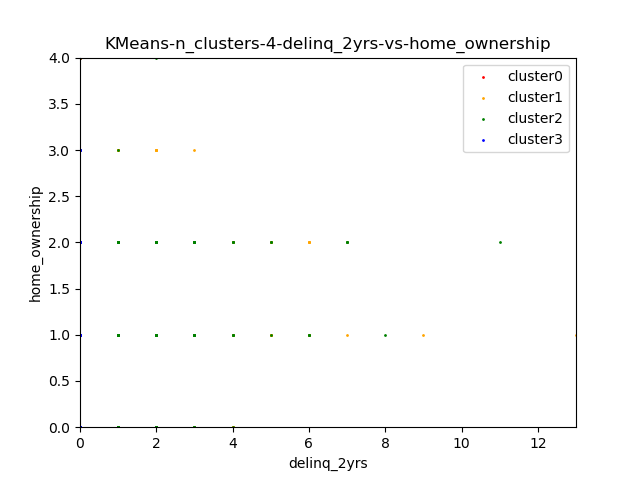 KMeans-n_clusters-4-delinq_2yrs-vs-home_ownership
cluster0
cluster1
cluster2
cluster3
home_ownership
4.0
3.5
3.0
2.5
2.0
1.5
1.0
0.5
0.0
0 2 4 6 8 10 12
delinq_2yrs